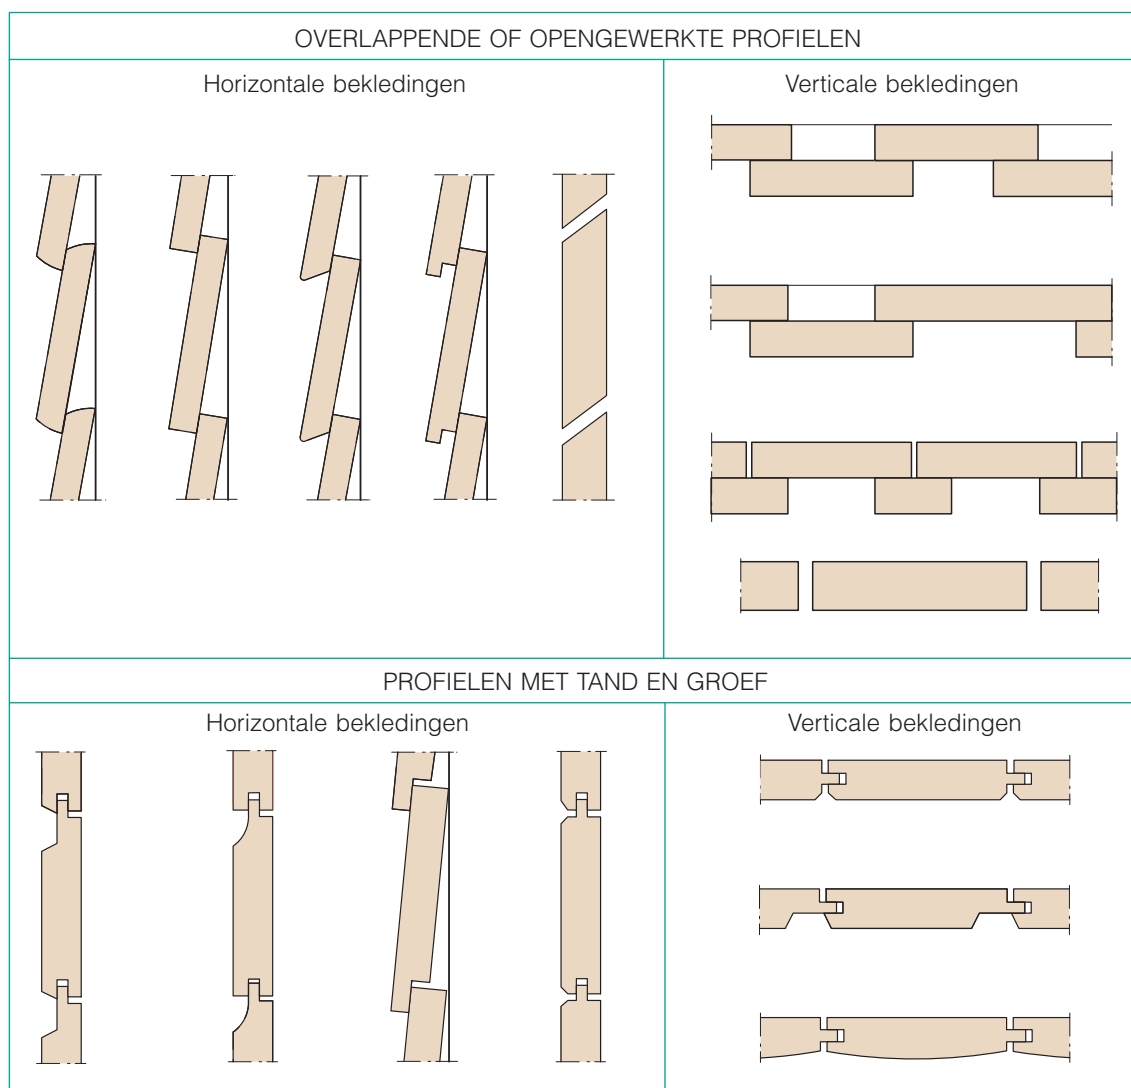 OVERLAPPENDE OF OPENGEWERKTE PROFIELEN
Horizontale bekledingen
Verticale bekledingen
PROFIELEN MET TAND EN GROEF
Horizontale bekledingen
Verticale bekledingen